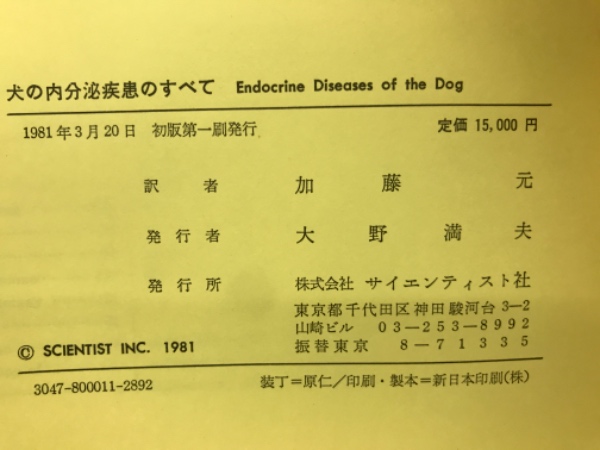 犬の内分泌疾患のすべて Endocrine Diseases of the Dog
1981年3月20日 初版第一刷発行 定価 15,000 円
訳者 加藤 元
発行者 大野満夫
発行所 株式会社 サイエンティスト社
東京都千代田区神田駿河台 3-2
山崎ビル 03-253-8992
振替東京 8-71335
© SCIENTIST INC. 1981
3047-800011-2892 装丁=原仁/印刷・製本=新日本印刷(株)